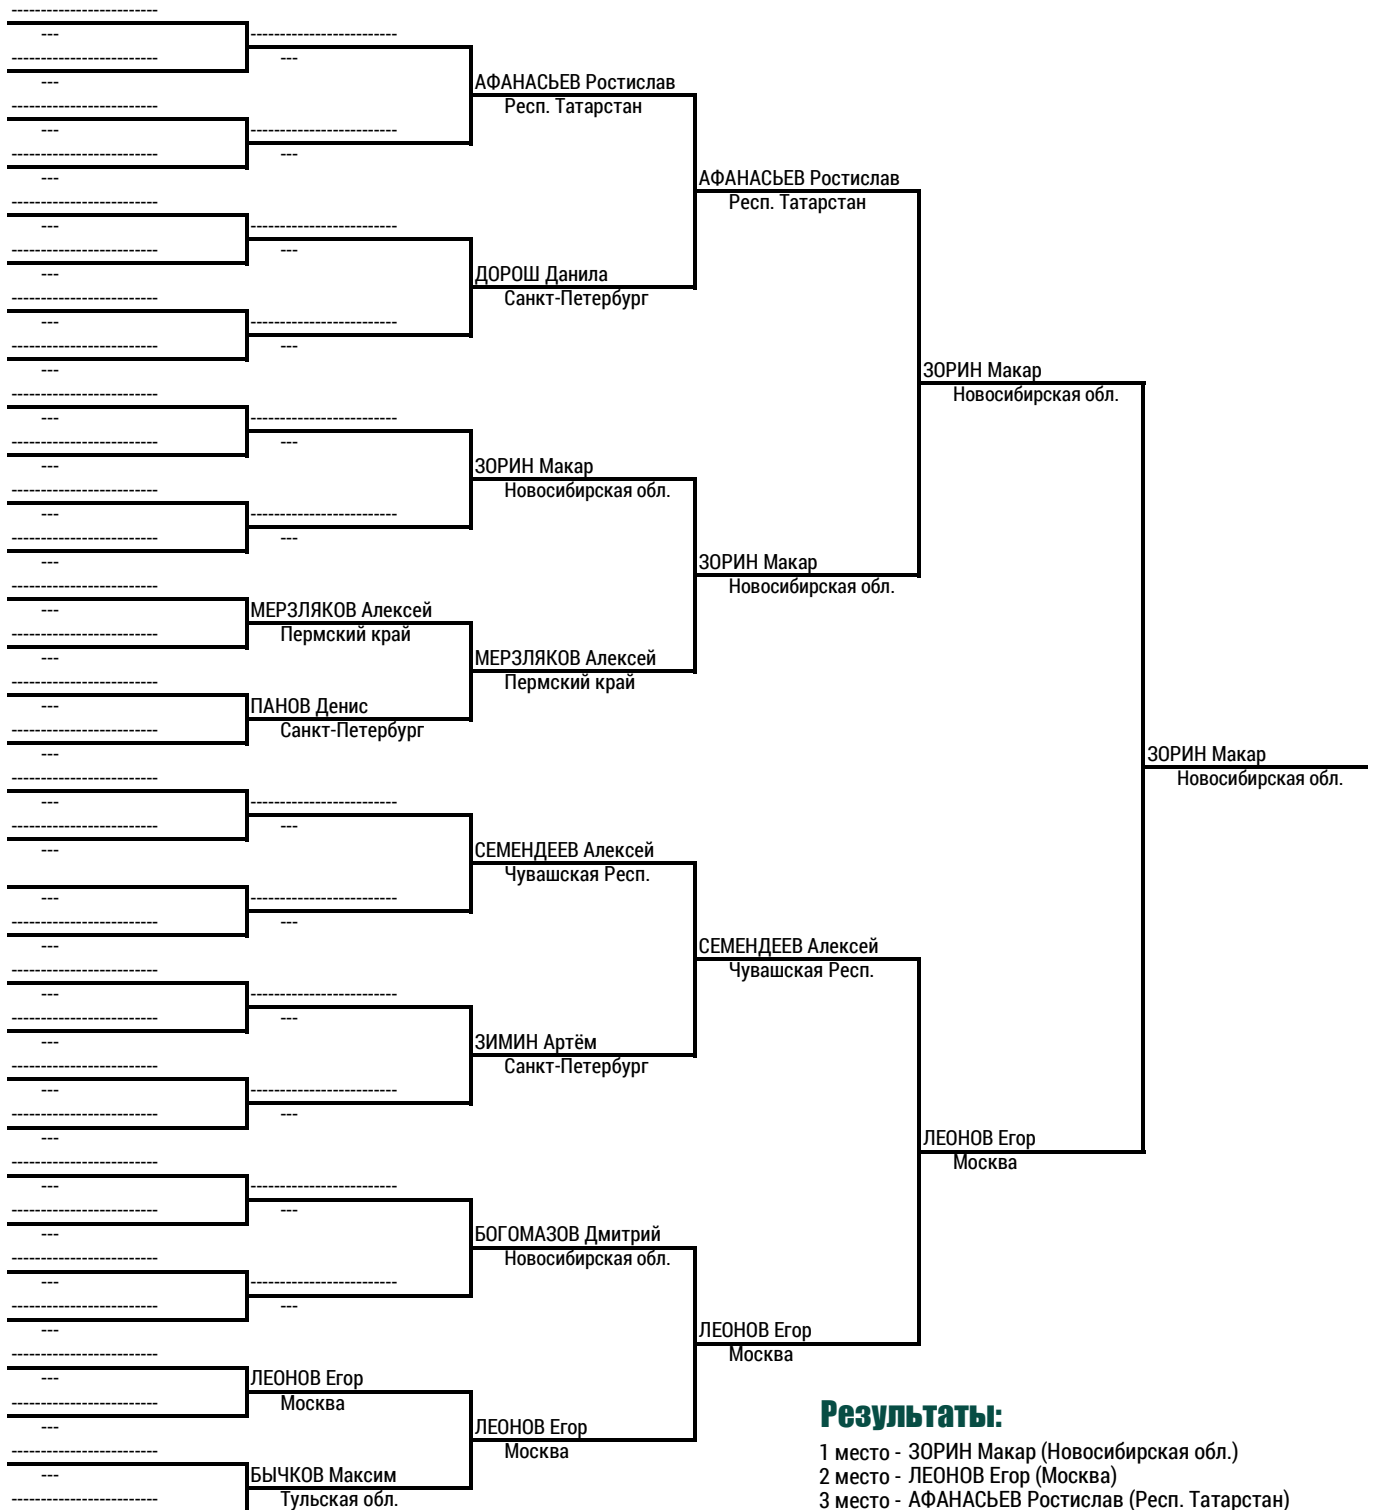 -------------------------
---
-------------------------
---
-------------------------
---
-------------------------
---
-------------------------
---
-------------------------
---
-------------------------
---
-------------------------
---
-------------------------
---
-------------------------
---
-------------------------
---
-------------------------
---
-------------------------
---
-------------------------
---
-------------------------
---
-------------------------
---
-------------------------
---
-------------------------
---
---
-------------------------
---
-------------------------
---
-------------------------
---
-------------------------
---
-------------------------
---
-------------------------
---
-------------------------
---
-------------------------
---
-------------------------
---
-------------------------
---
-------------------------
---
-------------------------
---
-------------------------
-------------------------
---
-------------------------
---
-------------------------
---
-------------------------
---
-------------------------
---
-------------------------
---
МЕРЗЛЯКОВ Алексей
Пермский край
ПАНОВ Денис
Санкт-Петербург
-------------------------
---
-------------------------
---
-------------------------
---
-------------------------
---
-------------------------
---
-------------------------
---
ЛЕОНОВ Егор
Москва
БЫЧКОВ Максим
Тульская обл.
АФАНАСЬЕВ Ростислав
Респ. Татарстан
ДОРОШ Данила
Санкт-Петербург
ЗОРИН Макар
Новосибирская обл.
МЕРЗЛЯКОВ Алексей
Пермский край
СЕМЕНДЕЕВ Алексей
Чувашская Респ.
ЗИМИН Артём
Санкт-Петербург
БОГОМАЗОВ Дмитрий
Новосибирская обл.
ЛЕОНОВ Егор
Москва
АФАНАСЬЕВ Ростислав
Респ. Татарстан
ЗОРИН Макар
Новосибирская обл.
СЕМЕНДЕЕВ Алексей
Чувашская Респ.
ЛЕОНОВ Егор
Москва
ЗОРИН Макар
Новосибирская обл.
ЛЕОНОВ Егор
Москва
ЗОРИН Макар
Новосибирская обл.
Результаты:
1 место - ЗОРИН Макар (Новосибирская обл.)
2 место - ЛЕОНОВ Егор (Москва)
3 место - АФАНАСЬЕВ Ростислав (Респ. Татарстан)